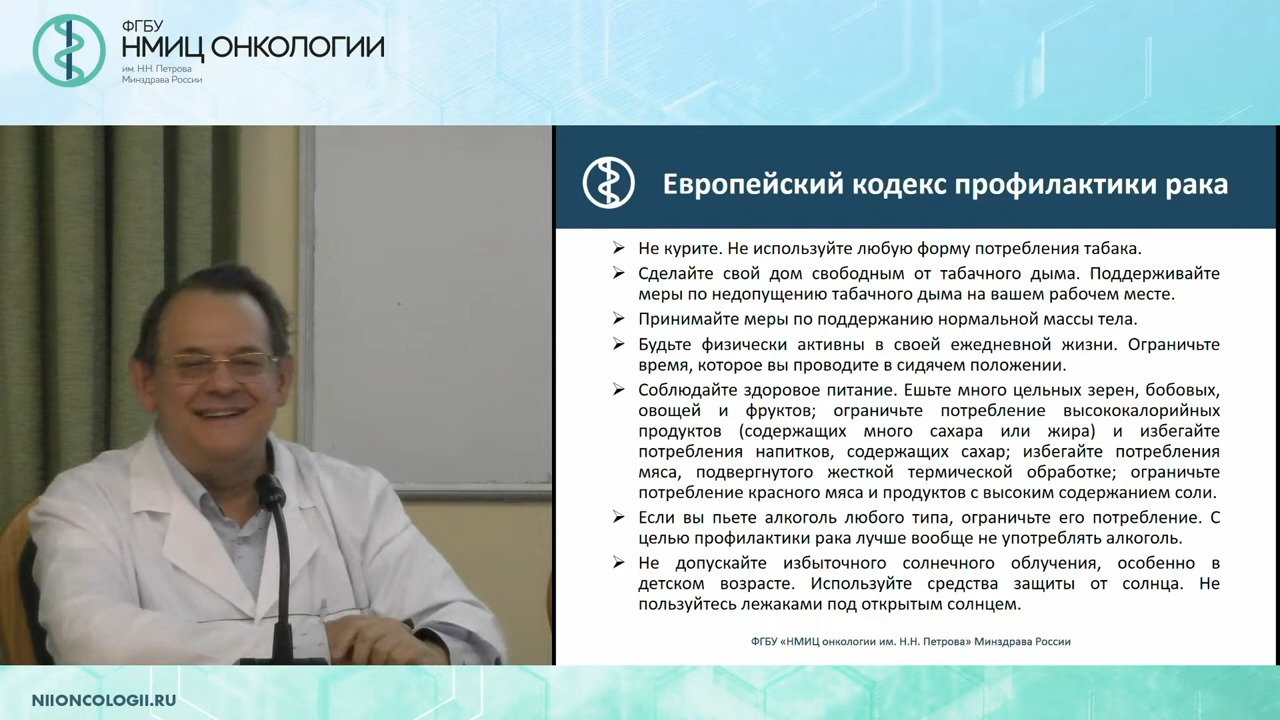 ФГБУ
НМИЦ ОНКОЛОГИИ
им. Н.Н. Петрова
Минздрава России
Европейский кодекс профилактики рака
Не курите. Не используйте любую форму потребления табака.
Сделайте свой дом свободным от табачного дыма. Поддерживайте
меры по недопущению табачного дыма на вашем рабочем месте.
Принимайте меры по поддержанию нормальной массы тела.
Будьте физически активны в своей ежедневной жизни. Ограничьте
время, которое вы проводите в сидячем положении.
Соблюдайте здоровое питание. Ешьте много цельных зерен, бобовых,
овощей и фруктов; ограничьте потребление высококалорийных
продуктов (содержащих много сахара или жира) и избегайте
потребления напитков, содержащих сахар; избегайте потребления
мяса, подвергнутого жесткой термической обработке; ограничьте
потребление красного мяса и продуктов с высоким содержанием соли.
Если вы пьете алкоголь любого типа, ограничьте его потребление. С
целью профилактики рака лучше вообще не употреблять алкоголь.
Не допускайте избыточного солнечного облучения, особенно в
детском возрасте. Используйте средства защиты от солнца. Не
пользуйтесь лежаками под открытым солнцем.
ФГБУ «НМИЦ онкологии им. Н.Н. Петрова» Минздрава России
NIIONCOLOGII.RU